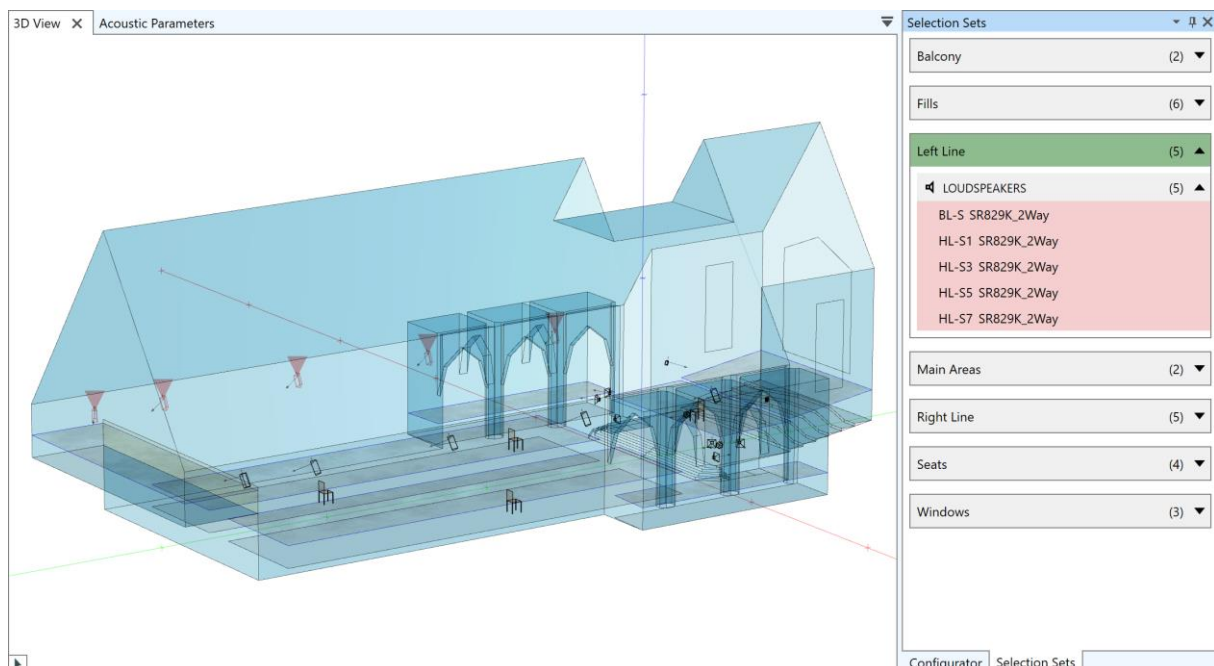 3D View
Acoustic Parameters
Selection Sets
Balcony (2)
Fills (6)
Left Line (5)
LOUDSPEAKERS (5)
BL-S SR829K_2Way
HL-S1 SR829K_2Way
HL-S3 SR829K_2Way
HL-S5 SR829K_2Way
HL-S7 SR829K_2Way
Main Areas (2)
Right Line (5)
Seats (4)
Windows (3)
Configurator
Selection Sets